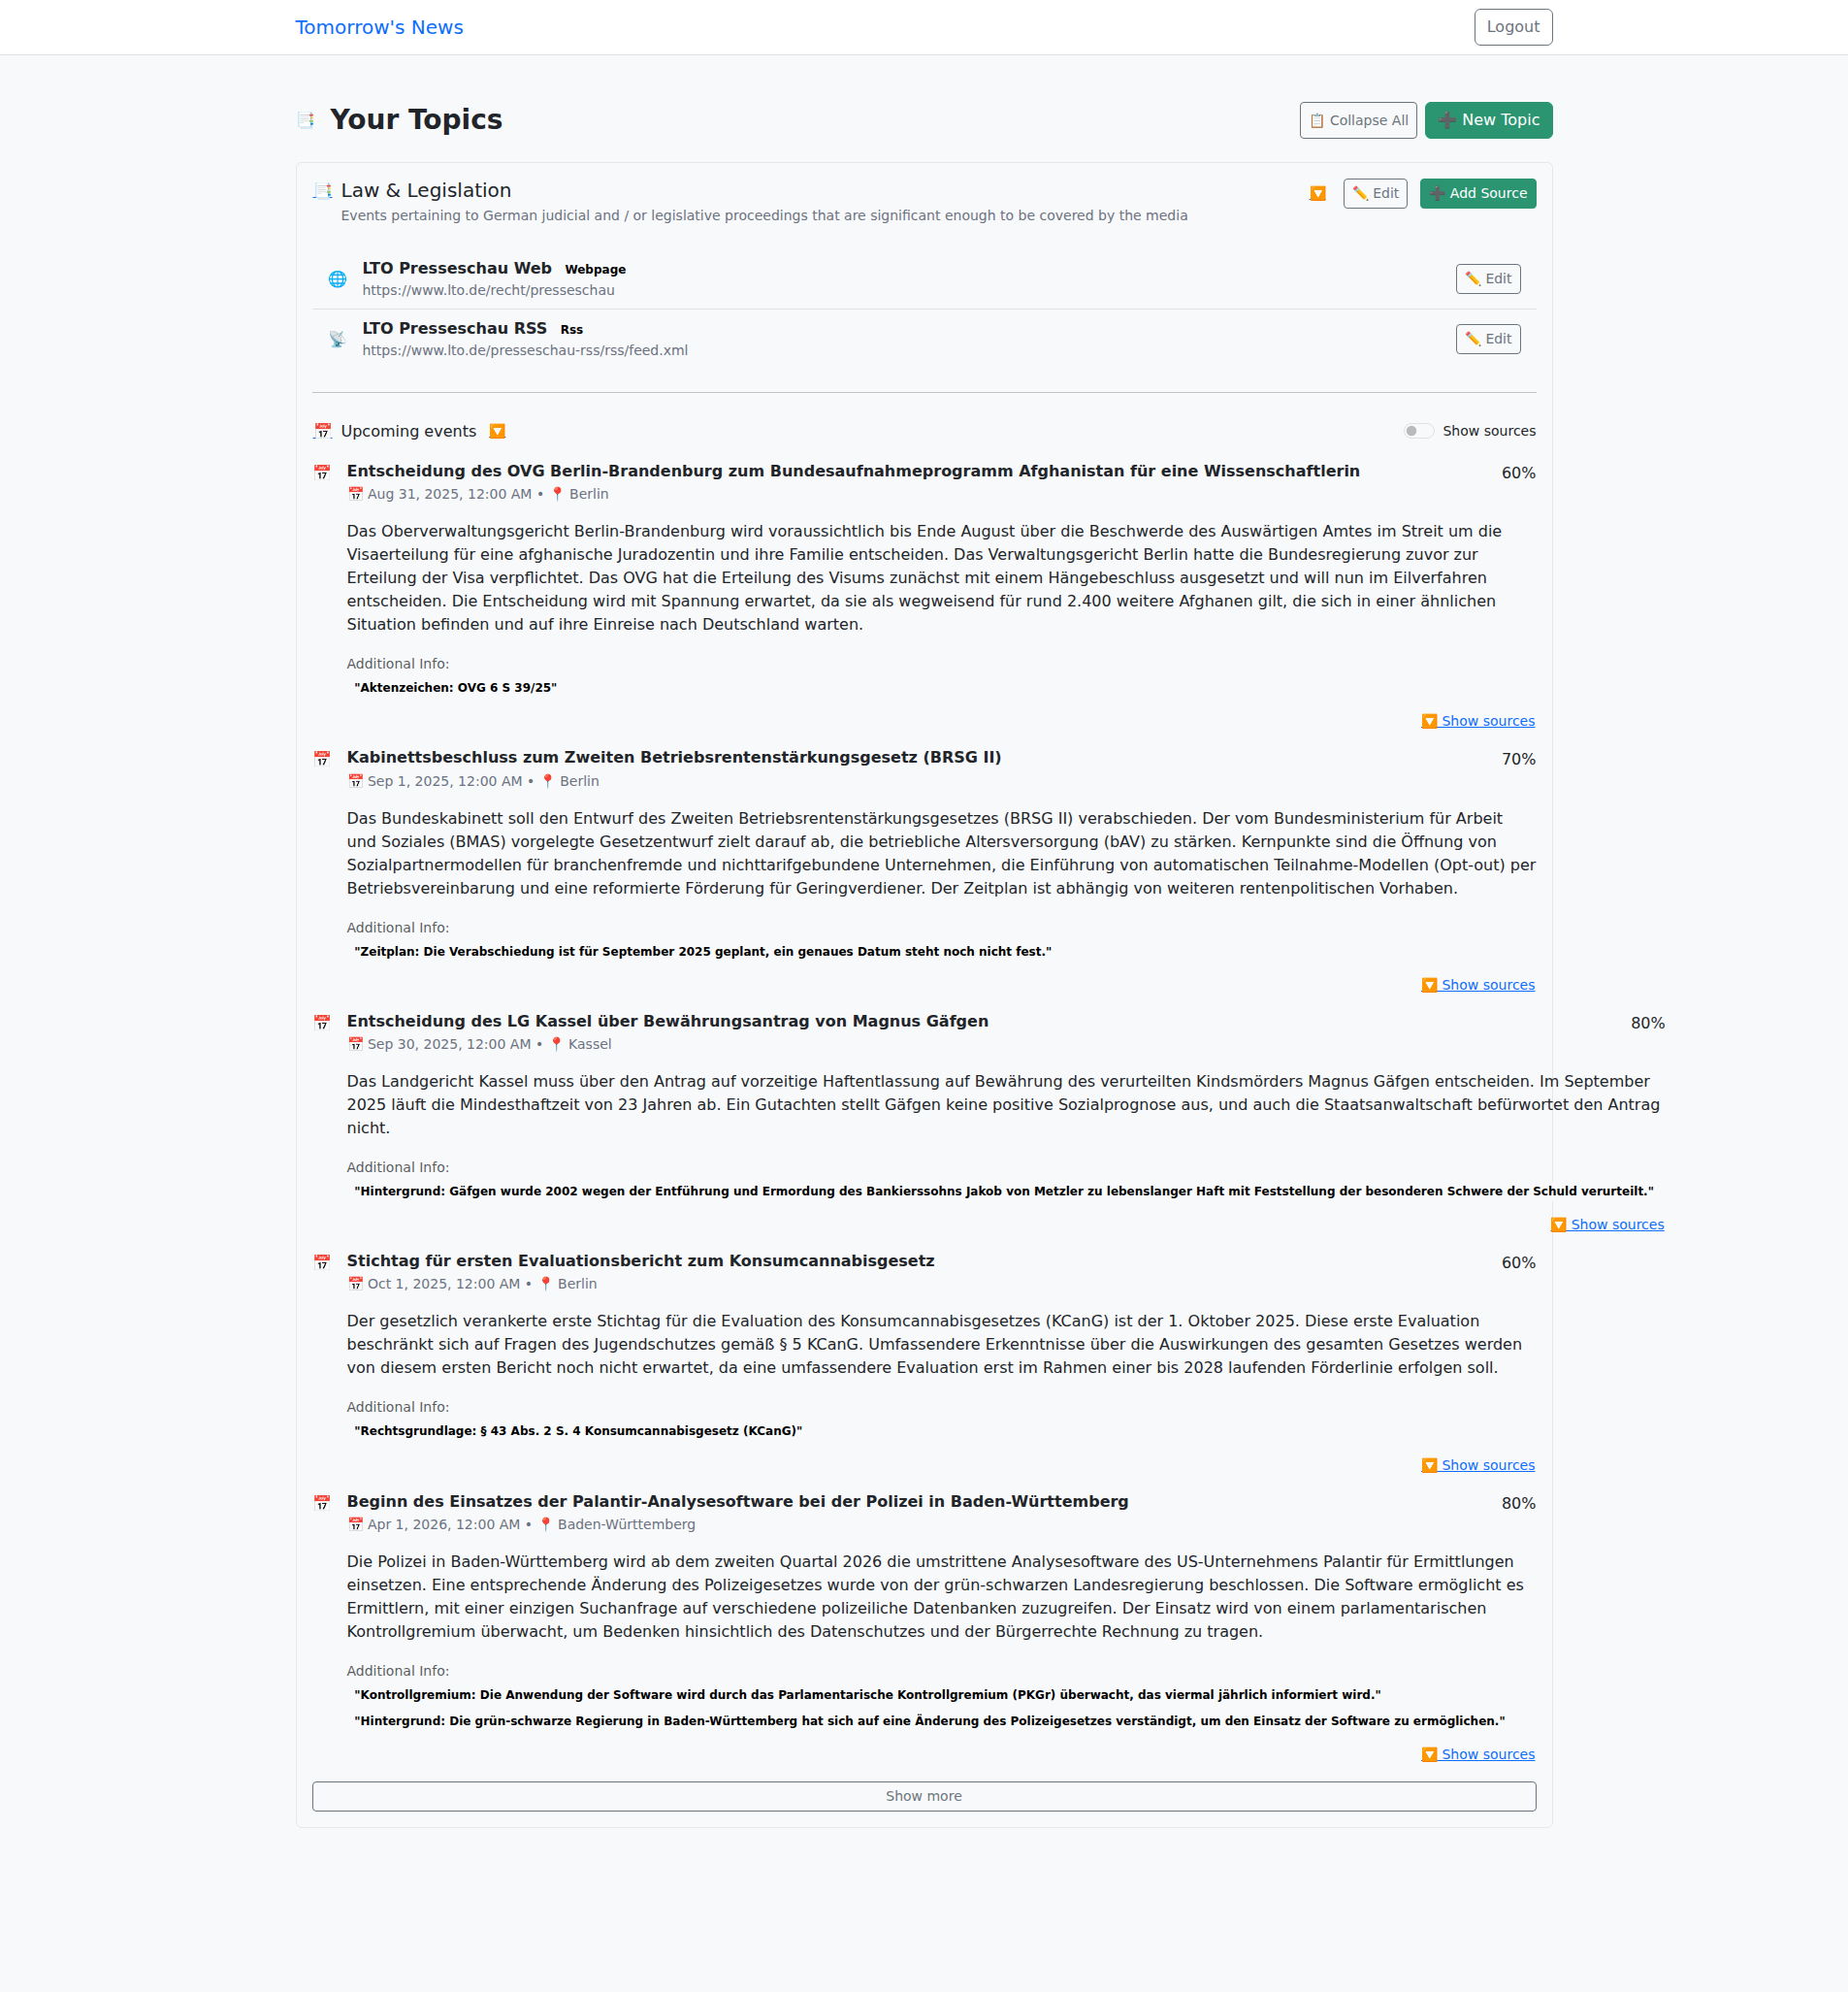 Tomorrow's News
Logout
Your Topics
Collapse All
New Topic
Law & Legislation
Edit
Add Source
Events pertaining to German judicial and / or legislative proceedings that are significant enough to be covered by the media
LTO Presseschau Web Webpage
https://www.lto.de/recht/presseschau
Edit
LTO Presseschau RSS Rss
https://www.lto.de/presseschau-rss/rss/feed.xml
Edit
Upcoming events
Show sources
Entscheidung des OVG Berlin-Brandenburg zum Bundesaufnahmeprogramm Afghanistan für eine Wissenschaftlerin
60%
Aug 31, 2025, 12:00 AM • Berlin
Das Oberverwaltungsgericht Berlin-Brandenburg wird voraussichtlich bis Ende August über die Beschwerde des Auswärtigen Amtes im Streit um die
Visaerteilung für eine afghanische Juradozentin und ihre Familie entscheiden. Das Verwaltungsgericht Berlin hatte die Bundesregierung zuvor zur
Erteilung der Visa verpflichtet. Das OVG hat die Erteilung des Visums zunächst mit einem Hängebeschluss ausgesetzt und will nun im Eilverfahren
entscheiden. Die Entscheidung wird mit Spannung erwartet, da sie als wegweisend für rund 2.400 weitere Afghanen gilt, die sich in einer ähnlichen
Situation befinden und auf ihre Einreise nach Deutschland warten.
Additional Info:
"Aktenzeichen: OVG 6 S 39/25"
Show sources
Kabinettsbeschluss zum Zweiten Betriebsrentenstärkungsgesetz (BRSG II)
70%
Sep 1, 2025, 12:00 AM • Berlin
Das Bundeskabinett soll den Entwurf des Zweiten Betriebsrentenstärkungsgesetzes (BRSG II) verabschieden. Der vom Bundesministerium für Arbeit
und Soziales (BMAS) vorgelegte Gesetzentwurf zielt darauf ab, die betriebliche Altersversorgung (bAV) zu stärken. Kernpunkte sind die Öffnung von
Sozialpartnermodellen für branchenfremde und nichttarifgebundene Unternehmen, die Einführung von automatischen Teilnahme-Modellen (Opt-out) per
Betriebsvereinbarung und eine reformierte Förderung für Geringverdiener. Der Zeitplan ist abhängig von weiteren rentenpolitischen Vorhaben.
Additional Info:
"Zeitplan: Die Verabschiedung ist für September 2025 geplant, ein genaues Datum steht noch nicht fest."
Show sources
Entscheidung des LG Kassel über Bewährungsantrag von Magnus Gäfgen
80%
Sep 30, 2025, 12:00 AM • Kassel
Das Landgericht Kassel muss über den Antrag auf vorzeitige Haftentlassung auf Bewährung des verurteilten Kindsmörders Magnus Gäfgen entscheiden. Im September
2025 läuft die Mindesthaftzeit von 23 Jahren ab. Ein Gutachten stellt Gäfgen keine positive Sozialprognose aus, und auch die Staatsanwaltschaft befürwortet den Antrag
nicht.
Additional Info:
"Hintergrund: Gäfgen wurde 2002 wegen der Entführung und Ermordung des Bankierssohns Jakob von Metzler zu lebenslanger Haft mit Feststellung der besonderen Schwere der Schuld verurteilt."
Show sources
Stichtag für ersten Evaluationsbericht zum Konsumcannabisgesetz
60%
Oct 1, 2025, 12:00 AM • Berlin
Der gesetzlich verankerte erste Stichtag für die Evaluation des Konsumcannabisgesetzes (KCanG) ist der 1. Oktober 2025. Diese erste Evaluation
beschränkt sich auf Fragen des Jugendschutzes gemäß § 5 KCanG. Umfassendere Erkenntnisse über die Auswirkungen des gesamten Gesetzes werden
von diesem ersten Bericht noch nicht erwartet, da eine umfassendere Evaluation erst im Rahmen einer bis 2028 laufenden Förderlinie erfolgen soll.
Additional Info:
"Rechtsgrundlage: § 43 Abs. 2 S. 4 Konsumcannabisgesetz (KCanG)"
Show sources
Beginn des Einsatzes der Palantir-Analysesoftware bei der Polizei in Baden-Württemberg
80%
Apr 1, 2026, 12:00 AM • Baden-Württemberg
Die Polizei in Baden-Württemberg wird ab dem zweiten Quartal 2026 die umstrittene Analysesoftware des US-Unternehmens Palantir für Ermittlungen
einsetzen. Eine entsprechende Änderung des Polizeigesetzes wurde von der grün-schwarzen Landesregierung beschlossen. Die Software ermöglicht es
Ermittlern, mit einer einzigen Suchanfrage auf verschiedene polizeiliche Datenbanken zuzugreifen. Der Einsatz wird von einem parlamentarischen
Kontrollgremium überwacht, um Bedenken hinsichtlich des Datenschutzes und der Bürgerrechte Rechnung zu tragen.
Additional Info:
"Kontrollgremium: Die Anwendung der Software wird durch das Parlamentarische Kontrollgremium (PKGr) überwacht, das viermal jährlich informiert wird."
"Hintergrund: Die grün-schwarze Regierung in Baden-Württemberg hat sich auf eine Änderung des Polizeigesetzes verständigt, um den Einsatz der Software zu ermöglichen."
Show sources
Show more